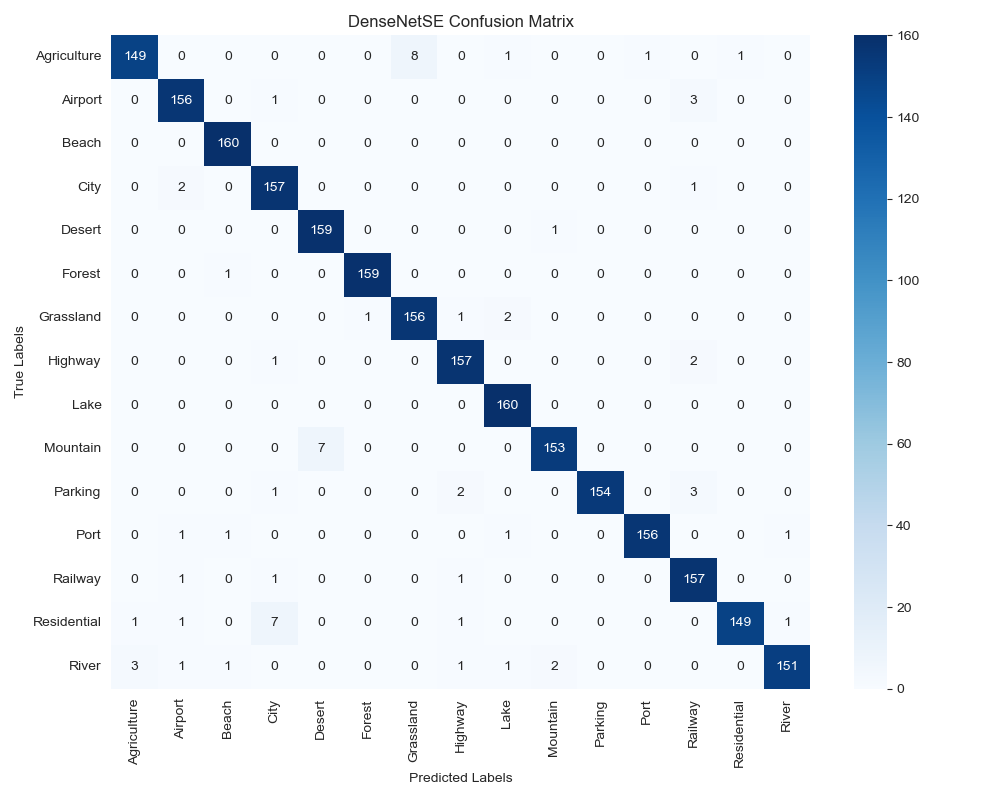 DenseNetSE Confusion Matrix
Agriculture 149 0 0 0 0 0 8 0 1 0 0 1 0 1 0
Airport 0 156 0 1 0 0 0 0 0 0 0 0 3 0 0
Beach 0 0 160 0 0 0 0 0 0 0 0 0 0 0 0
City 0 2 0 157 0 0 0 0 0 0 0 0 1 0 0
Desert 0 0 0 0 159 0 0 0 0 1 0 0 0 0 0
Forest 0 0 1 0 0 159 0 0 0 0 0 0 0 0 0
Grassland 0 0 0 0 0 1 156 1 2 0 0 0 0 0 0
Highway 0 0 0 1 0 0 0 157 0 0 0 0 2 0 0
Lake 0 0 0 0 0 0 0 0 160 0 0 0 0 0 0
Mountain 0 0 0 0 7 0 0 0 0 153 0 0 0 0 0
Parking 0 0 0 1 0 0 0 2 0 0 154 0 3 0 0
Port 0 1 1 0 0 0 0 0 1 0 0 156 0 0 1
Railway 0 1 0 1 0 0 0 1 0 0 0 0 157 0 0
Residential 1 1 0 7 0 0 0 1 0 0 0 0 0 149 1
River 3 1 1 0 0 0 0 1 1 2 0 0 0 0 151
True Labels
Agriculture Airport Beach City Desert Forest Grassland Highway Lake Mountain Parking Port Railway Residential River
Predicted Labels
160
140
120
100
80
60
40
20
0